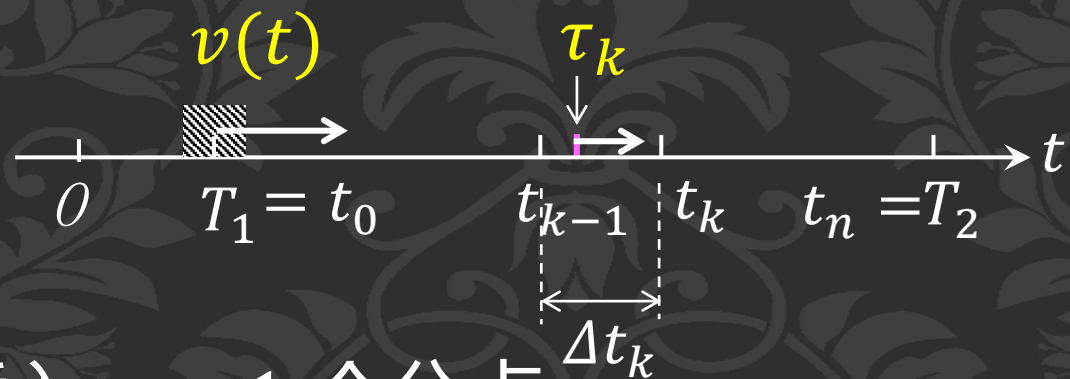 v(t) τ_k
t
0 T_1 = t_0 t_{k-1} t_k t_n = T_2
Δt_k